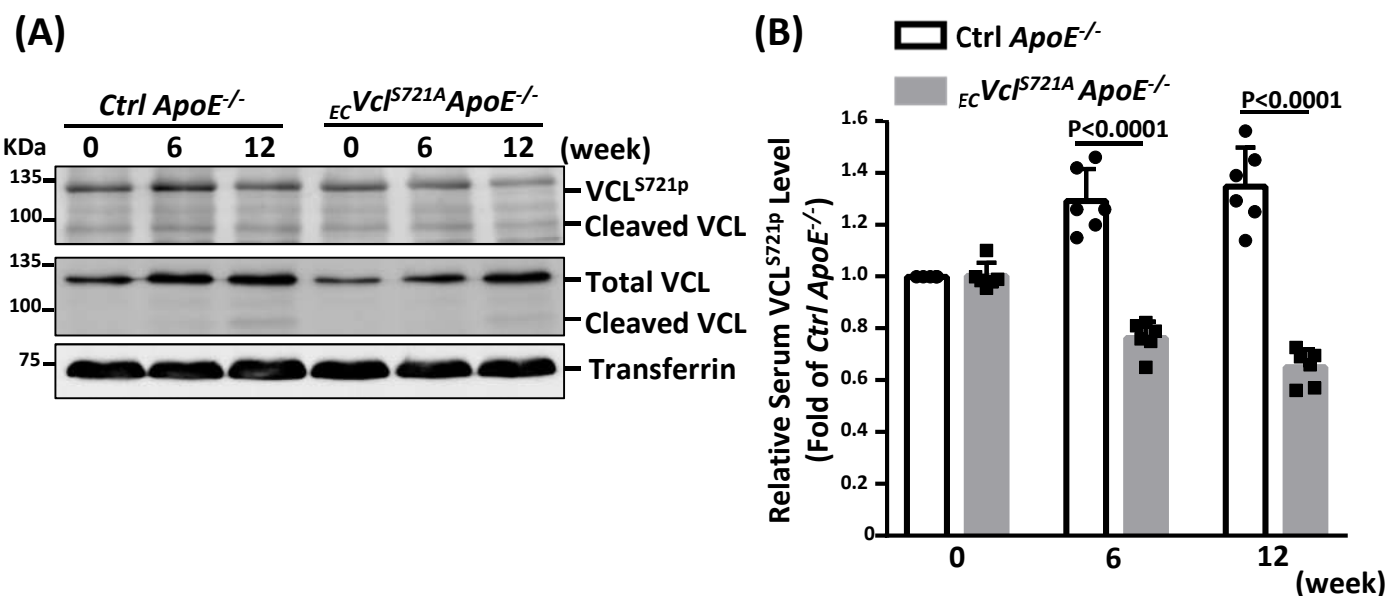 (A)
Ctrl ApoE-/- ECVclS721AApoE-/-
KDa 0 6 12 0 6 12 (week)
135 VCLS721p
100 Cleaved VCL
135 Total VCL
100 Cleaved VCL
75 Transferrin
(B)
Ctrl ApoE-/-
ECVclS721A ApoE-/-
Relative Serum VCLS721p Level
(Fold of Ctrl ApoE-/-)
1.6
1.4
1.2
1.0
0.8
0.6
0.4
0.2
0
P<0.0001
P<0.0001
0 6 12
(week)